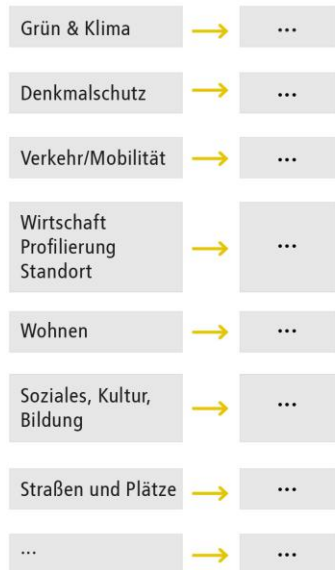 Grün & Klima
...
Denkmalschutz
...
Verkehr/Mobilität
...
Wirtschaft
Profilierung
Standort
...
Wohnen
...
Soziales, Kultur,
Bildung
...
Straßen und Plätze
...
...
...